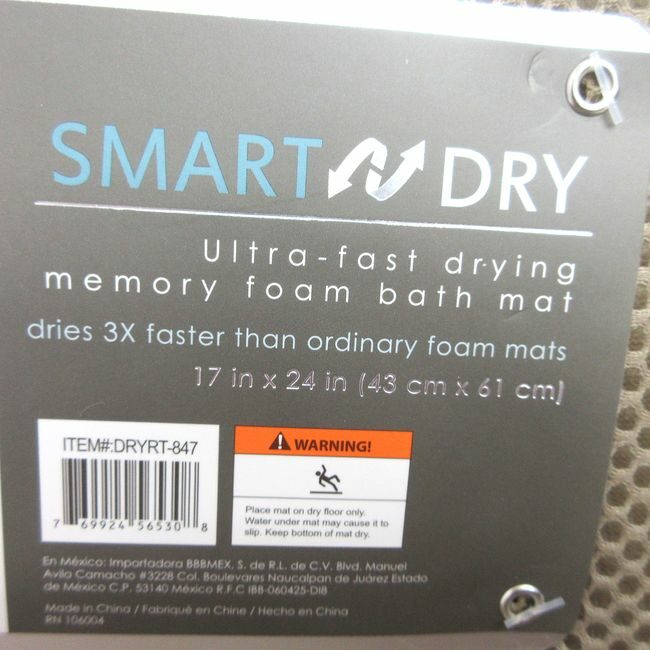 SMART DRY
Ultra-fast drying
memory foam bath mat
dries 3X faster than ordinary foam mats
17 in x 24 in (43 cm x 61 cm)
ITEM#:DRYRT-847
7 69924 56530 8
WARNING!
Place mat on dry floor only.
Water under mat may cause it to
slip. Keep bottom of mat dry.
En México: Importadora BBBMEX, S. de R.L. de C.V. Blvd. Manuel
Avila Camacho #3228 Col. Boulevares Naucalpan de Juárez Estado
de México C.P. 53140 México R.F.C IBB-060425-DI8
Made in China / Fabriqué en Chine / Hecho en China
RN 106004